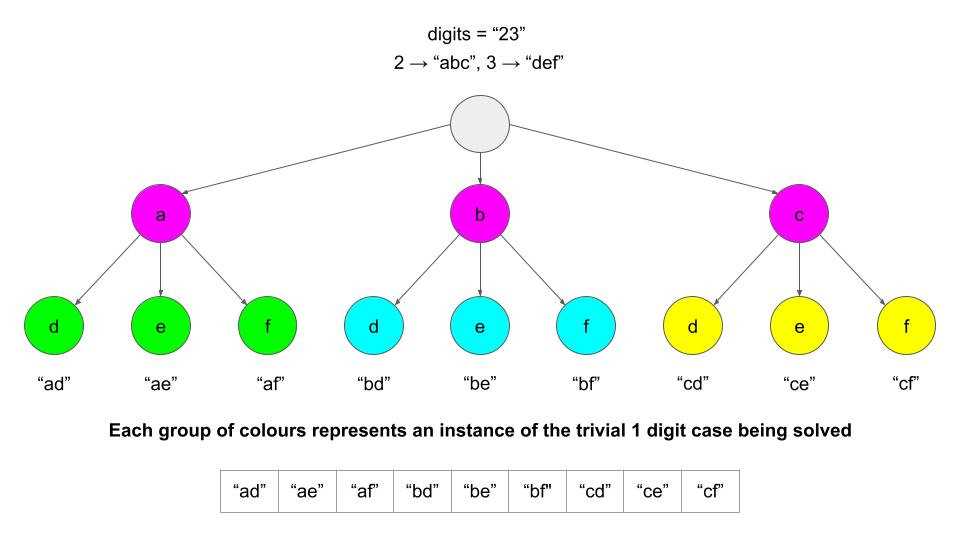 digits = “23”
2 → “abc”, 3 → “def”
a b c
d e f d e f d e f
“ad” “ae” “af” “bd” “be” “bf” “cd” “ce” “cf”
Each group of colours represents an instance of the trivial 1 digit case being solved
“ad” “ae” “af” “bd” “be” “bf" “cd” “ce” “cf”